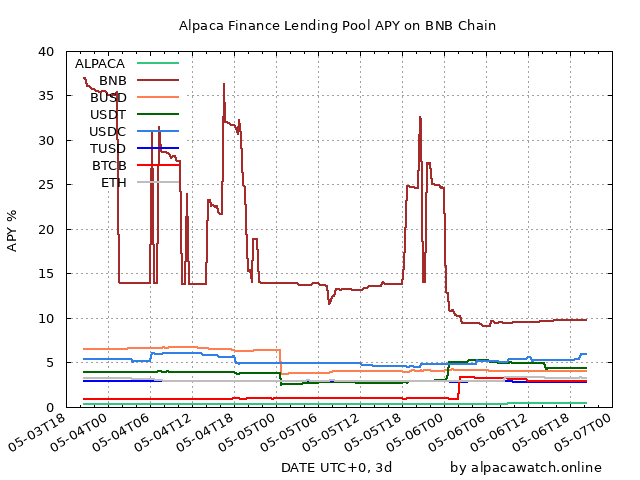 Alpaca Finance Lending Pool APY on BNB Chain
ALPACA
BNB
BUSD
USDT
USDC
TUSD
BTCB
ETH
APY %
40
35
30
25
20
15
10
5
0
05-03T18
05-04T00
05-04T06
05-04T12
05-04T18
05-05T00
05-05T06
05-05T12
05-05T18
05-06T00
05-06T06
05-06T12
05-06T18
05-07T00
DATE UTC+0, 3d
by alpacawatch.online